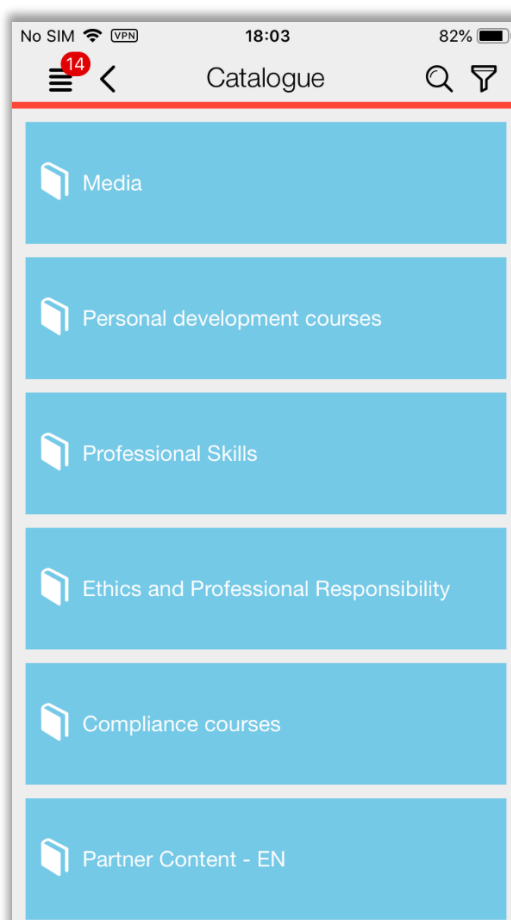 No SIM VPN 18:03 82%
14 Catalogue
Media
Personal development courses
Professional Skills
Ethics and Professional Responsibility
Compliance courses
Partner Content - EN